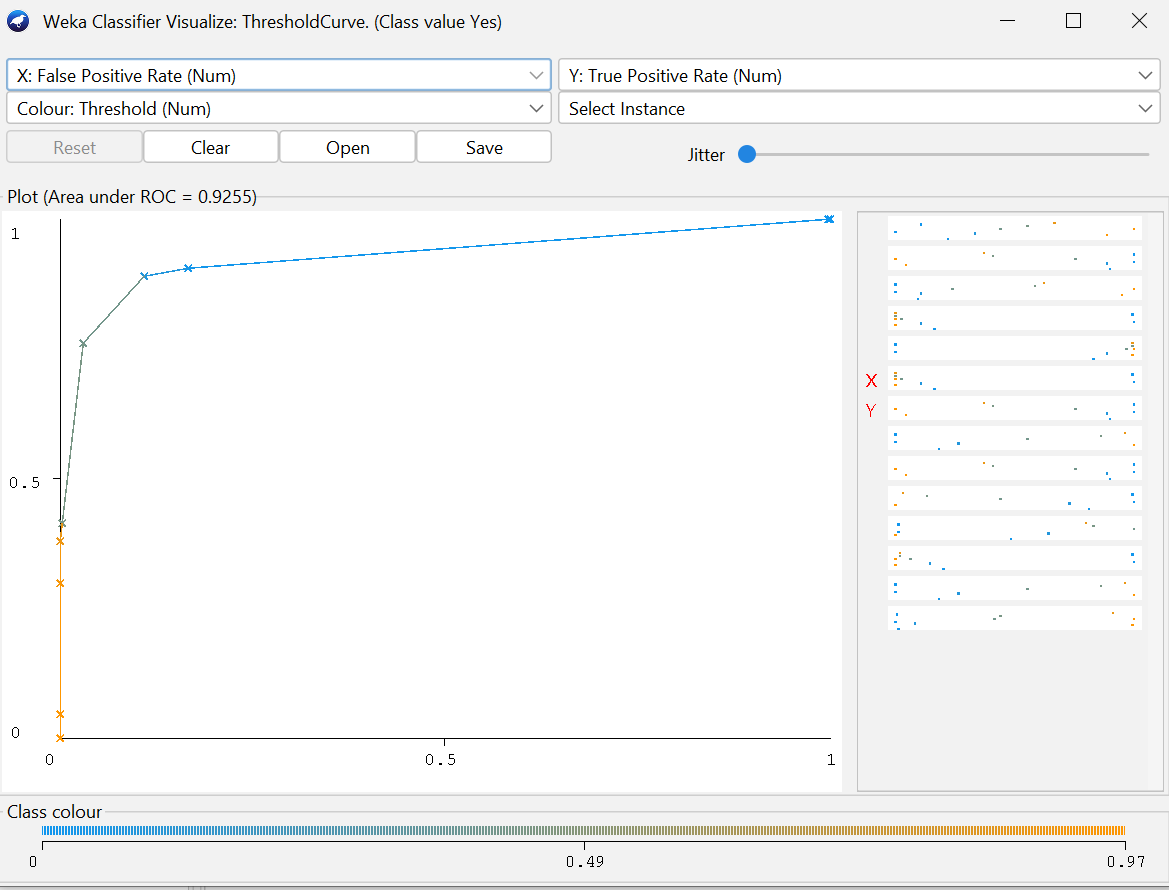 Weka Classifier Visualize: ThresholdCurve. (Class value Yes)
X: False Positive Rate (Num)
Y: True Positive Rate (Num)
Colour: Threshold (Num)
Select Instance
Reset
Clear
Open
Save
Jitter
Plot (Area under ROC = 0.9255)
1
0.5
0
0
0.5
1
X
Y
Class colour
0
0.49
0.97